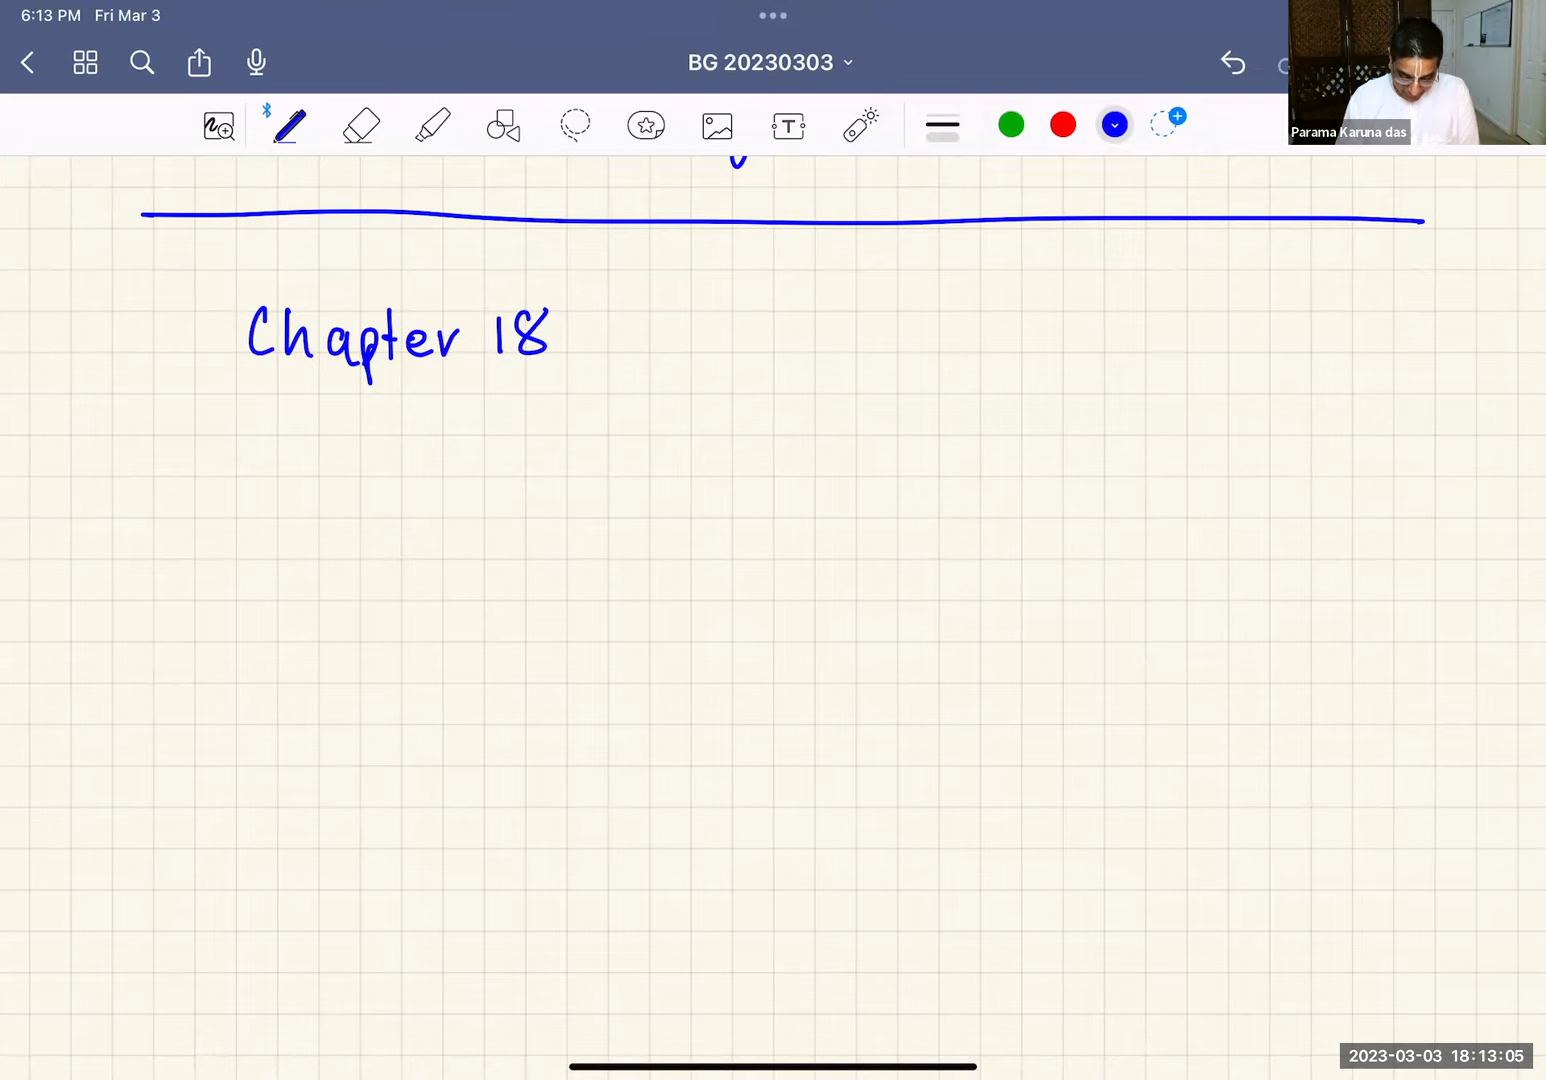 6:13 PM Fri Mar 3
BG 20230303
T
Parama Karuna das
Chapter 18
2023-03-03 18:13:05